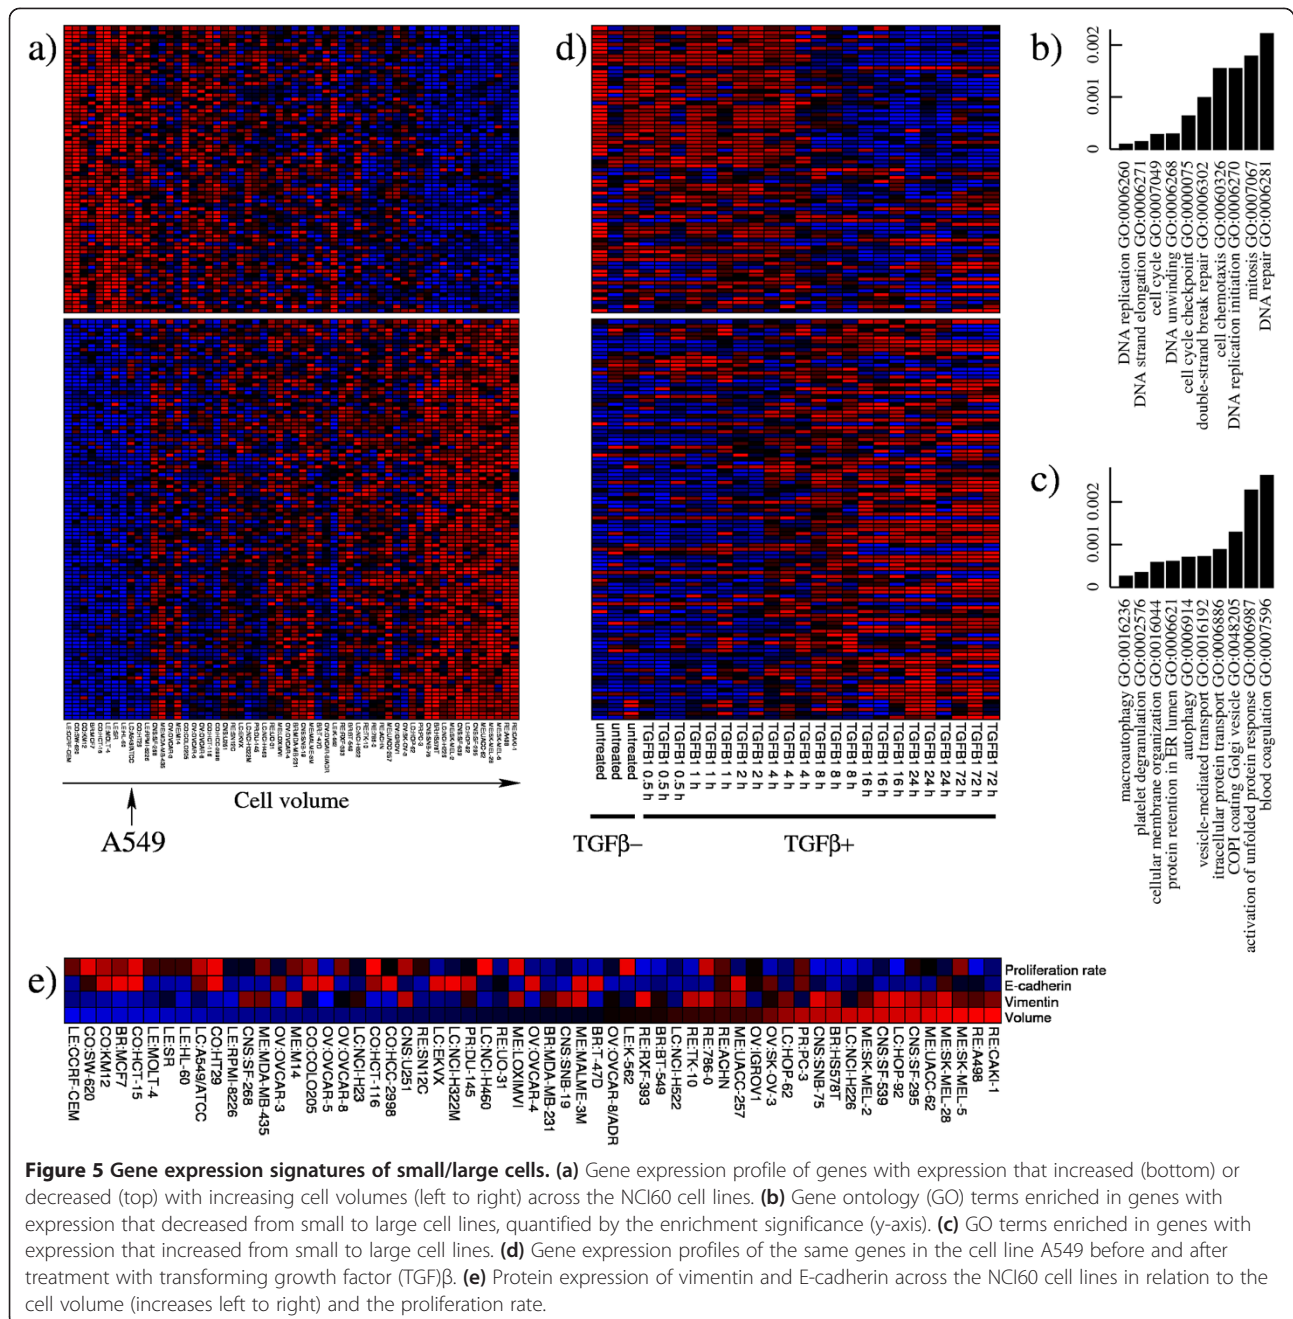 a)
d)
b)
0.002
0.001
0
DNA replication GO:0006260
DNA strand elongation GO:0006271
cell cycle GO:0007049
DNA unwinding GO:0006268
cell cycle checkpoint GO:0000075
double-strand break repair GO:0006302
cell chemotaxis GO:0060326
DNA replication initiation GO:0006270
mitosis GO:0007067
DNA repair GO:0006281
c)
0.002
0.001
0
macroautophagy GO:0016236
platelet degranulation GO:0002576
cellular membrane organization GO:0016044
protein retention in ER lumen GO:0006621
autophagy GO:0006914
vesicle-mediated transport GO:0016192
itracellular protein transport GO:0006886
COPI coating Golgi vesicle GO:0048205
activation of unfolded protein response GO:0006987
blood coagulation GO:0007596
Cell volume
A549
untreated
untreated
untreated
TGFB1 0.5 h
TGFB1 0.5 h
TGFB1 0.5 h
TGFB1 1 h
TGFB1 1 h
TGFB1 1 h
TGFB1 2 h
TGFB1 2 h
TGFB1 4 h
TGFB1 4 h
TGFB1 4 h
TGFB1 8 h
TGFB1 8 h
TGFB1 8 h
TGFB1 16 h
TGFB1 16 h
TGFB1 16 h
TGFB1 24 h
TGFB1 24 h
TGFB1 24 h
TGFB1 72 h
TGFB1 72 h
TGFB1 72 h
TGFβ−
TGFβ+
e)
Proliferation rate
E-cadherin
Vimentin
Volume
LE:CCRF-CEM
CO:SW-620
CO:KM12
BR:MCF7
CO:HCT-15
LE:MOLT-4
LE:SR
LE:HL-60
LC:A549/ATCC
CO:HT29
LE:RPMI-8226
CNS:SF-268
ME:MDA-MB-435
OV:OVCAR-3
ME:M14
CO:COLO205
OV:OVCAR-5
OV:OVCAR-8
LC:NCI-H23
CO:HCT-116
CO:HCC-2998
CNS:U251
RE:SN12C
LC:EKVX
LC:NCI-H322M
PR:DU-145
LC:NCI-H460
RE:UO-31
ME:LOXIMVI
OV:OVCAR-4
BR:MDA-MB-231
CNS:SNB-19
ME:MALME-3M
BR:T-47D
OV:OVCAR-8/ADR
LE:K-562
RE:RXF-393
BR:BT-549
LC:NCI-H522
RE:TK-10
RE:786-0
RE:ACHN
ME:UACC-257
OV:IGROV1
OV:SK-OV-3
LC:HOP-62
PR:PC-3
CNS:SNB-75
BR:HS578T
LC:NCI-H226
ME:SK-MEL-2
CNS:SF-539
LC:HOP-92
CNS:SF-295
ME:UACC-62
ME:SK-MEL-28
ME:SK-MEL-5
RE:A498
RE:CAKI-1
Figure 5 Gene expression signatures of small/large cells. (a) Gene expression profile of genes with expression that increased (bottom) or
decreased (top) with increasing cell volumes (left to right) across the NCI60 cell lines. (b) Gene ontology (GO) terms enriched in genes with
expression that decreased from small to large cell lines, quantified by the enrichment significance (y-axis). (c) GO terms enriched in genes with
expression that increased from small to large cell lines. (d) Gene expression profiles of the same genes in the cell line A549 before and after
treatment with transforming growth factor (TGF)β. (e) Protein expression of vimentin and E-cadherin across the NCI60 cell lines in relation to the
cell volume (increases left to right) and the proliferation rate.